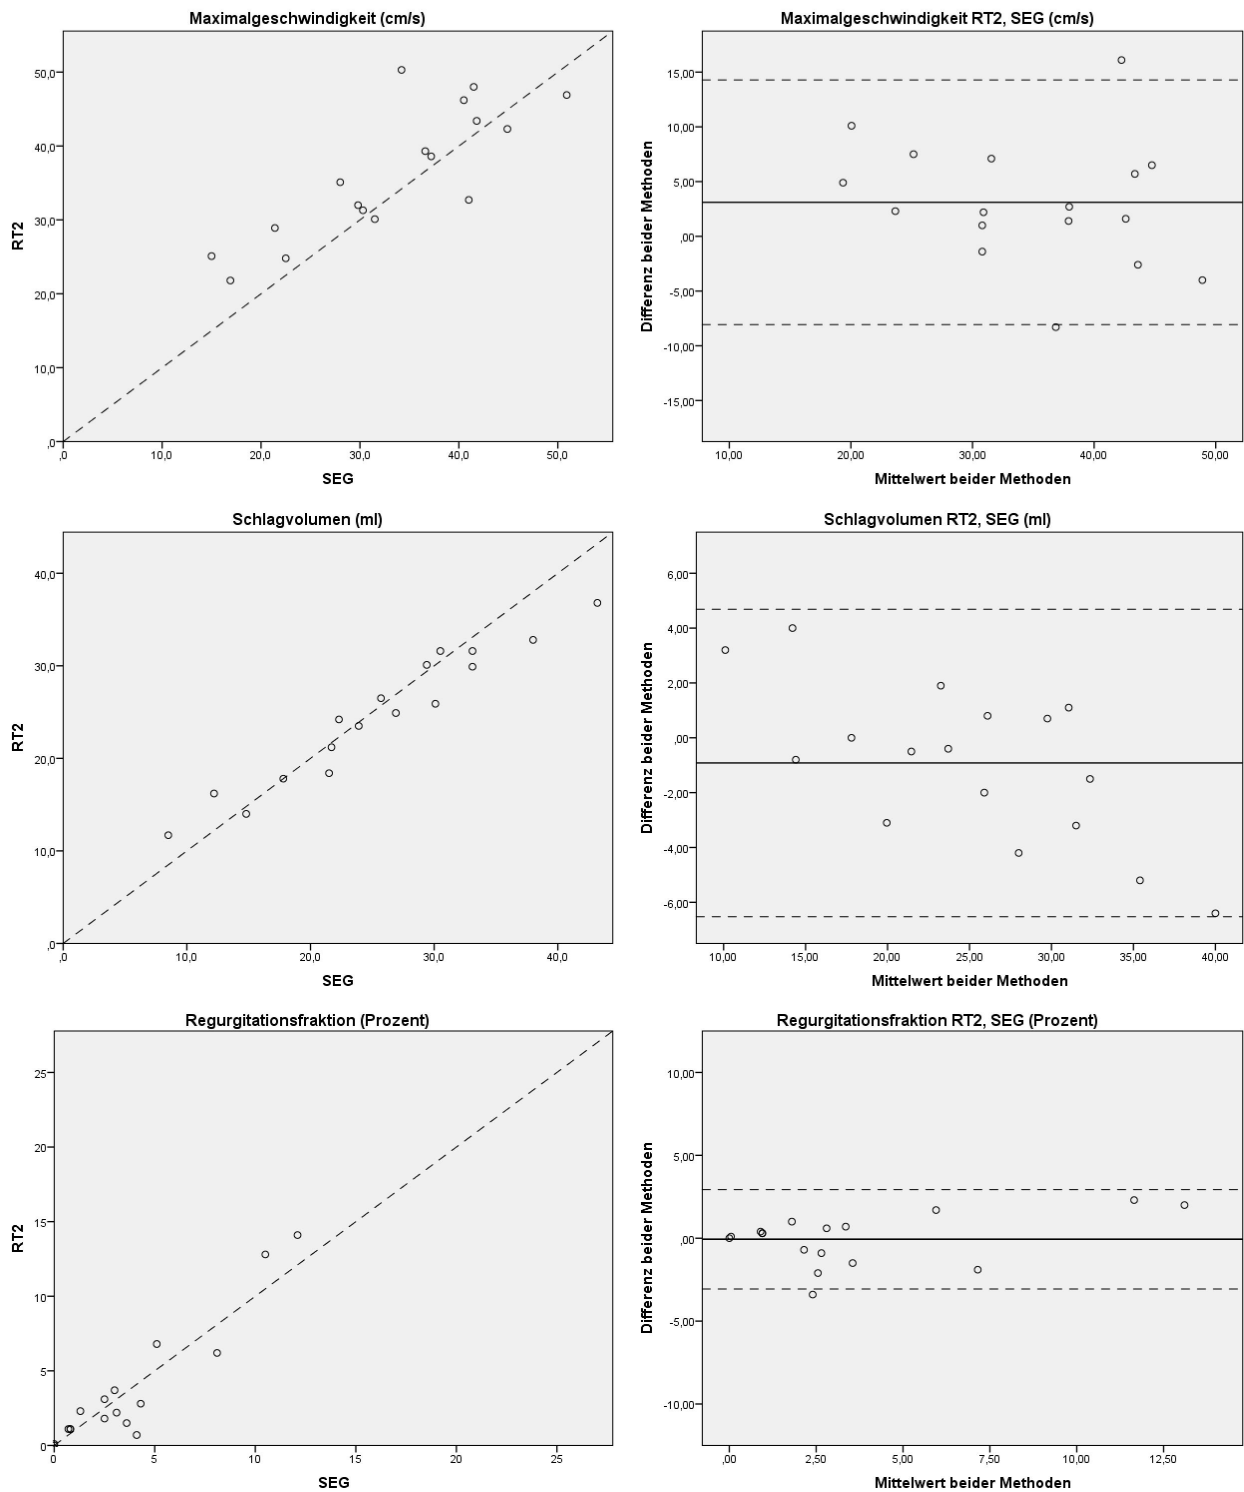 Maximalgeschwindigkeit (cm/s)
50,0
40,0
30,0
20,0
10,0
,0
RT2
,0 10,0 20,0 30,0 40,0 50,0
SEG
Maximalgeschwindigkeit RT2, SEG (cm/s)
15,00
10,00
5,00
,00
-5,00
-10,00
-15,00
Differenz beider Methoden
10,00 20,00 30,00 40,00 50,00
Mittelwert beider Methoden
Schlagvolumen (ml)
40,0
30,0
20,0
10,0
,0
RT2
,0 10,0 20,0 30,0 40,0
SEG
Schlagvolumen RT2, SEG (ml)
6,00
4,00
2,00
,00
-2,00
-4,00
-6,00
Differenz beider Methoden
10,00 15,00 20,00 25,00 30,00 35,00 40,00
Mittelwert beider Methoden
Regurgitationsfraktion (Prozent)
25
20
15
10
5
0
RT2
0 5 10 15 20 25
SEG
Regurgitationsfraktion RT2, SEG (Prozent)
10,00
5,00
,00
-5,00
-10,00
Differenz beider Methoden
,00 2,50 5,00 7,50 10,00 12,50
Mittelwert beider Methoden